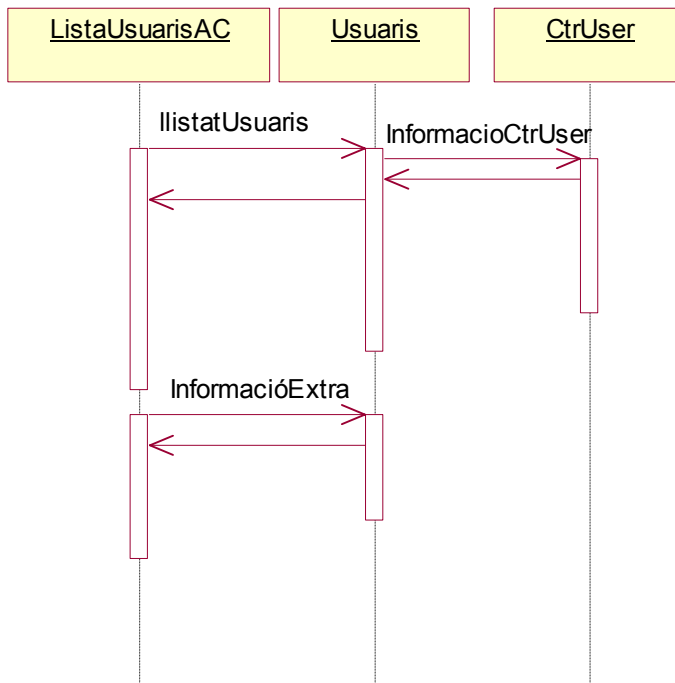 ListaUsuarisAC
Usuaris
CtrUser
llistatUsuaris
InformacioCtrUser
InformacióExtra